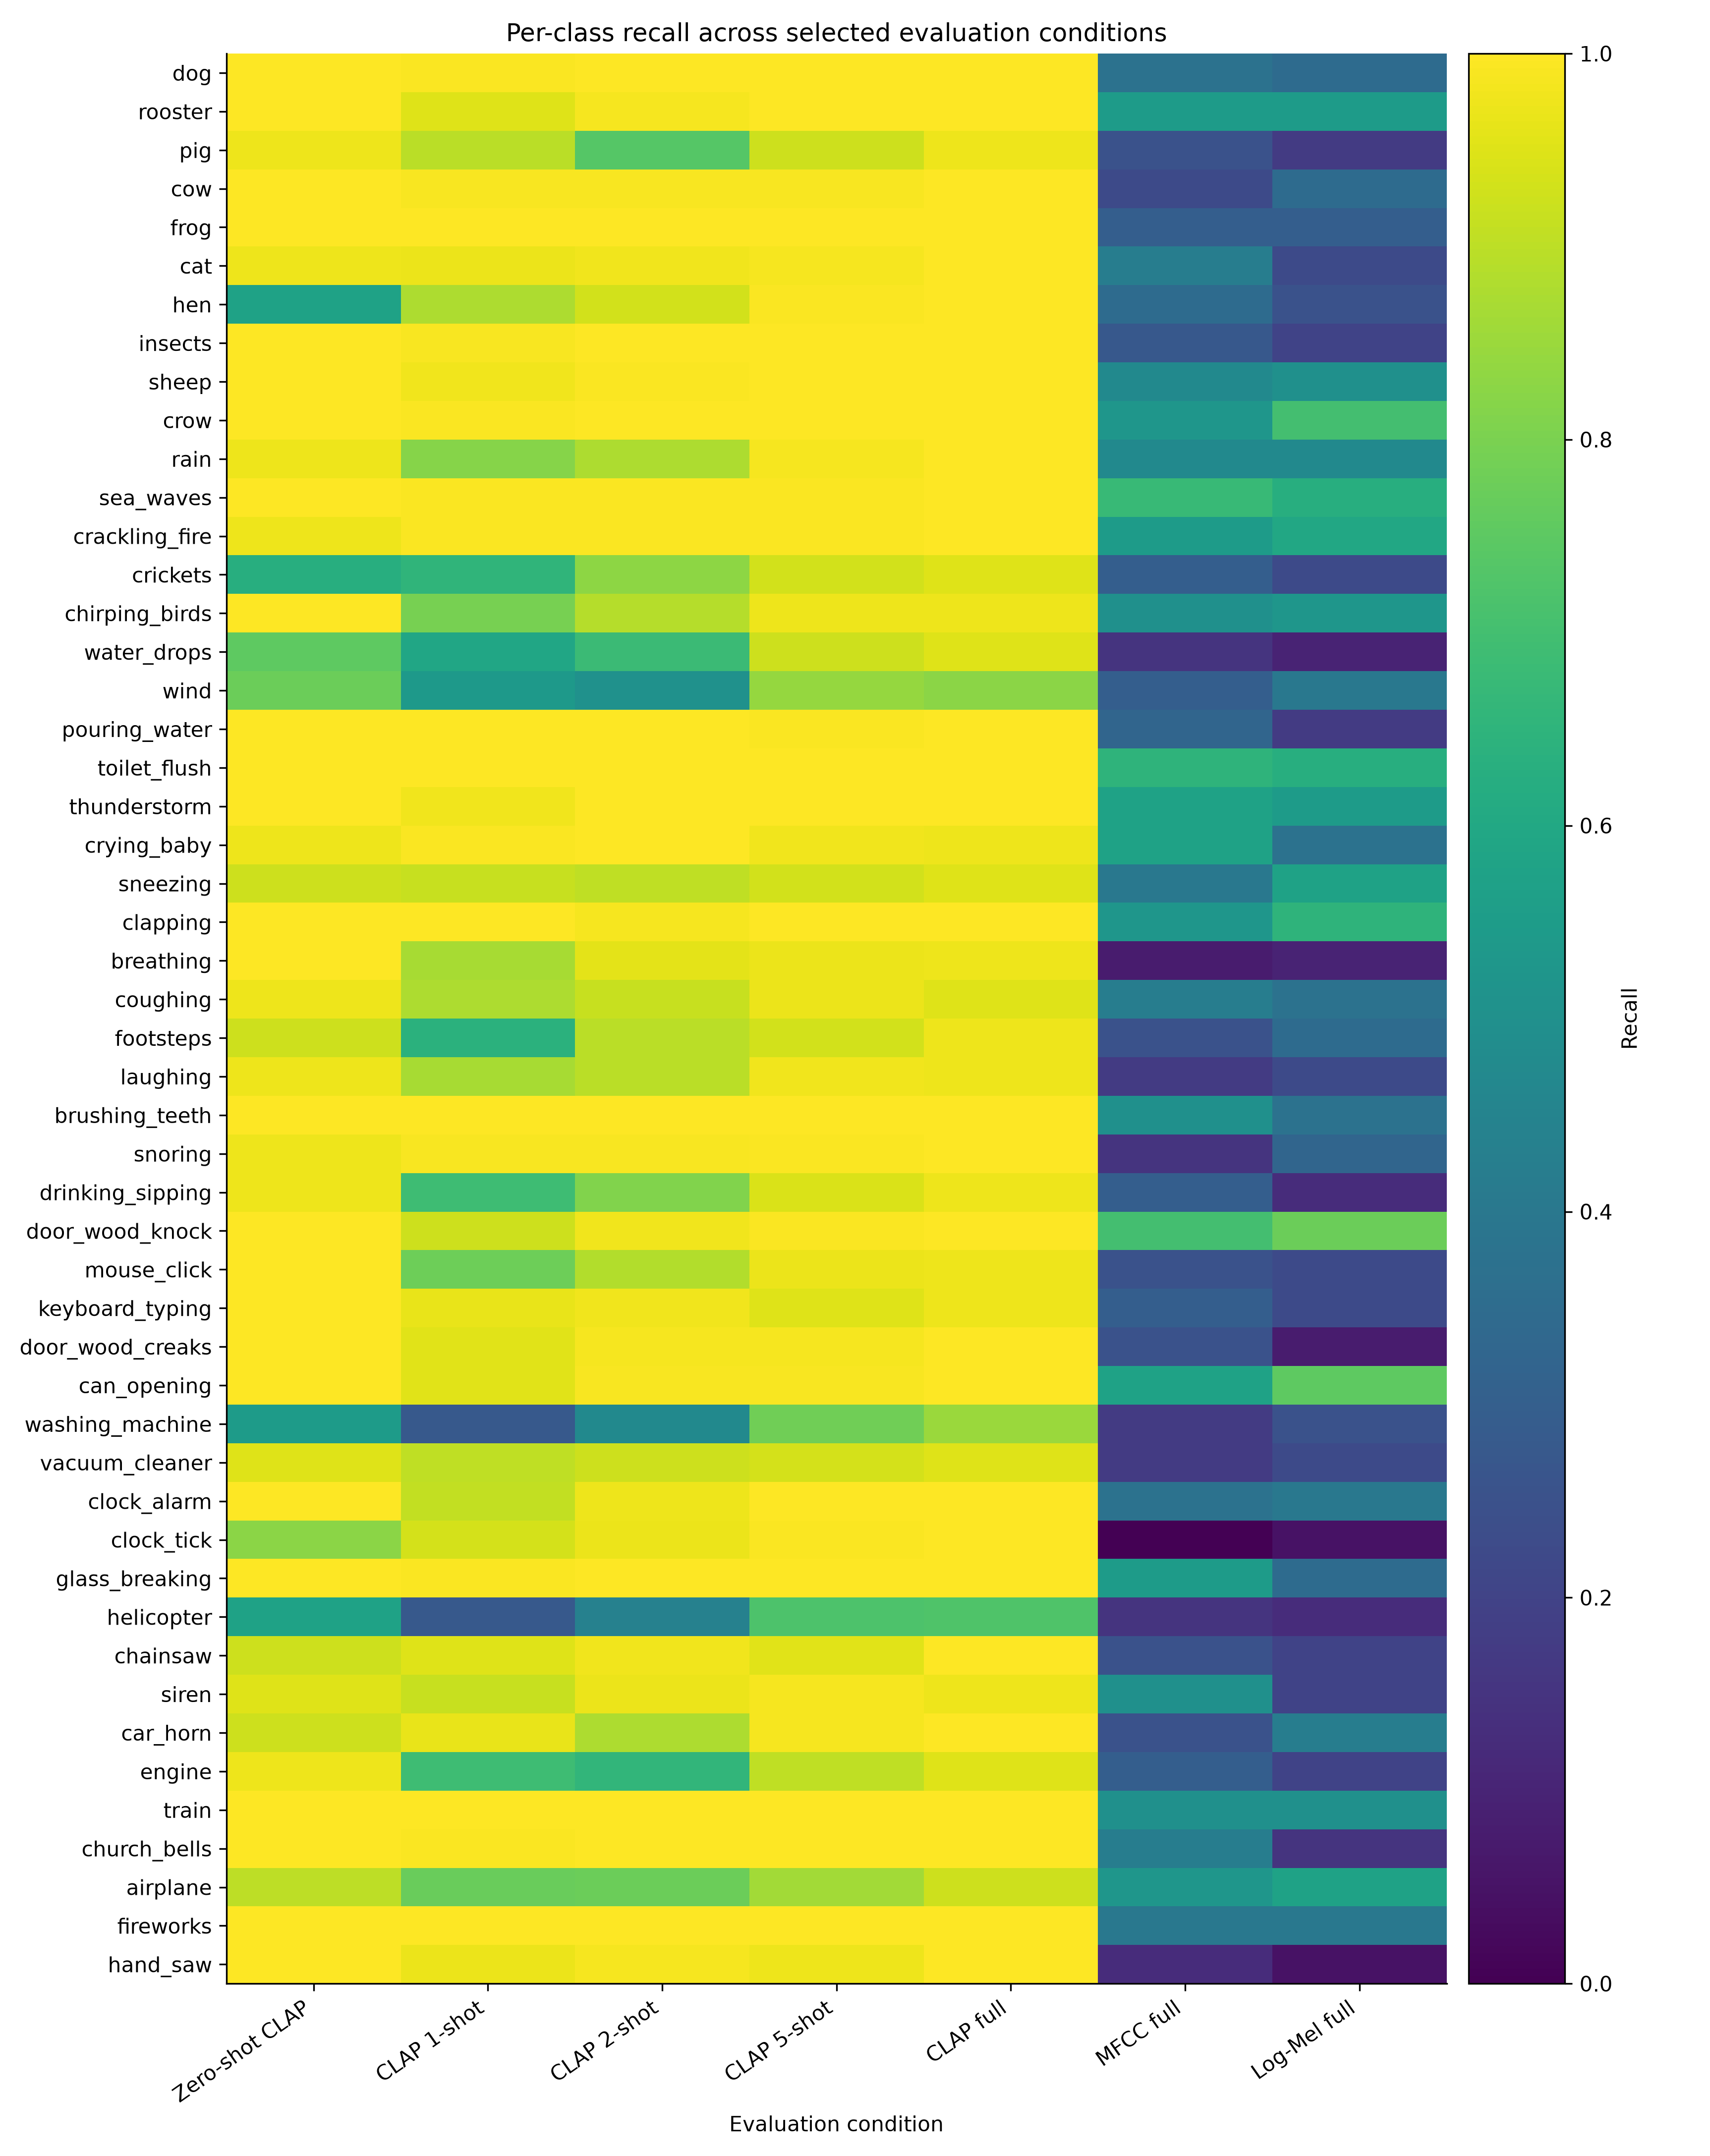 Per-class recall across selected evaluation conditions
dog
rooster
pig
cow
frog
cat
hen
insects
sheep
crow
rain
sea_waves
crackling_fire
crickets
chirping_birds
water_drops
wind
pouring_water
toilet_flush
thunderstorm
crying_baby
sneezing
clapping
breathing
coughing
footsteps
laughing
brushing_teeth
snoring
drinking_sipping
door_wood_knock
mouse_click
keyboard_typing
door_wood_creaks
can_opening
washing_machine
vacuum_cleaner
clock_alarm
clock_tick
glass_breaking
helicopter
chainsaw
siren
car_horn
engine
train
church_bells
airplane
fireworks
hand_saw
Zero-shot CLAP
CLAP 1-shot
CLAP 2-shot
CLAP 5-shot
CLAP full
MFCC full
Log-Mel full
Evaluation condition
1.0
0.8
0.6
0.4
0.2
0.0
Recall